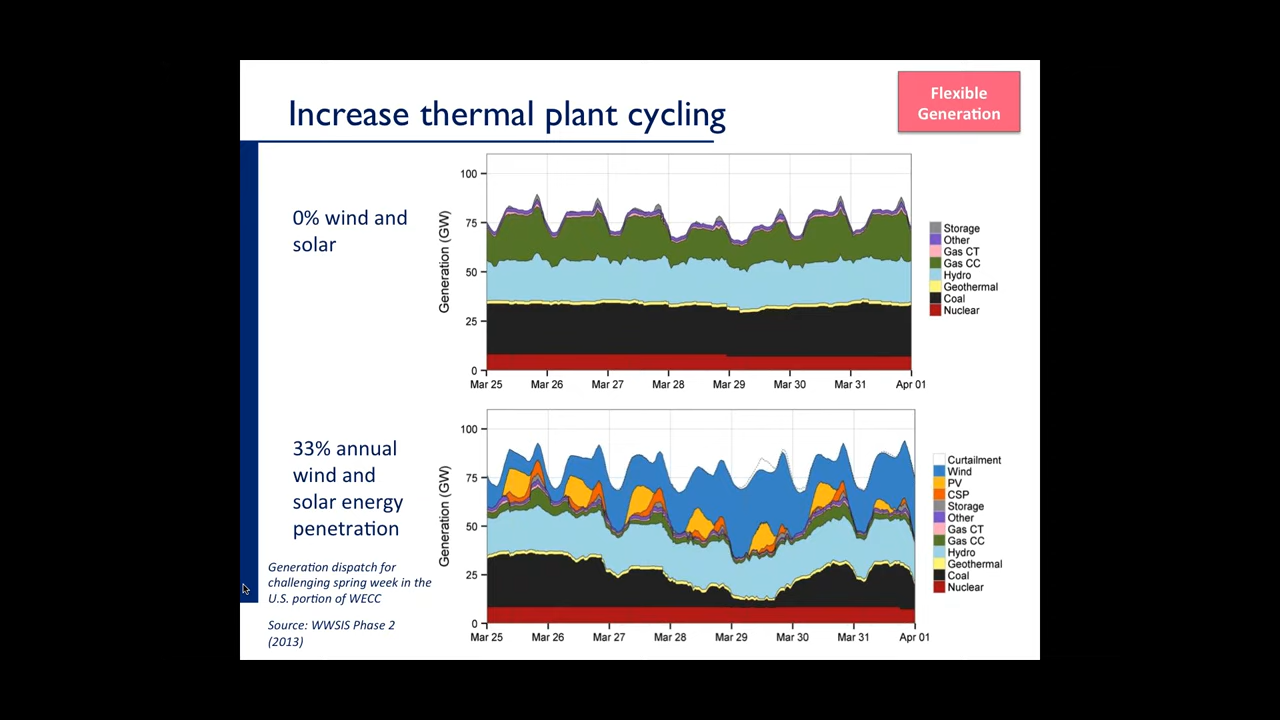 Increase thermal plant cycling
Flexible
Generation
0% wind and
solar
Generation (GW)
100
75
50
25
0
Mar 25 Mar 26 Mar 27 Mar 28 Mar 29 Mar 30 Mar 31 Apr 01
Storage
Other
Gas CT
Gas CC
Hydro
Geothermal
Coal
Nuclear
33% annual
wind and
solar energy
penetration
Generation dispatch for
challenging spring week in the
U.S. portion of WECC
Source: WWSIS Phase 2
(2013)
Generation (GW)
100
75
50
25
0
Mar 25 Mar 26 Mar 27 Mar 28 Mar 29 Mar 30 Mar 31 Apr 01
Curtailment
Wind
PV
CSP
Storage
Other
Gas CT
Gas CC
Hydro
Geothermal
Coal
Nuclear